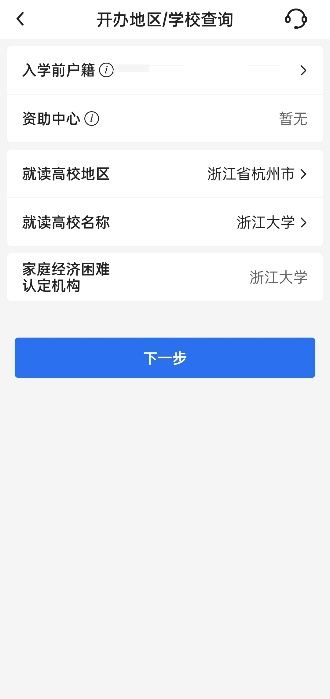 开办地区/学校查询
入学前户籍
资助中心 暂无
就读高校地区 浙江省杭州市
就读高校名称 浙江大学
家庭经济困难
认定机构 浙江大学
下一步